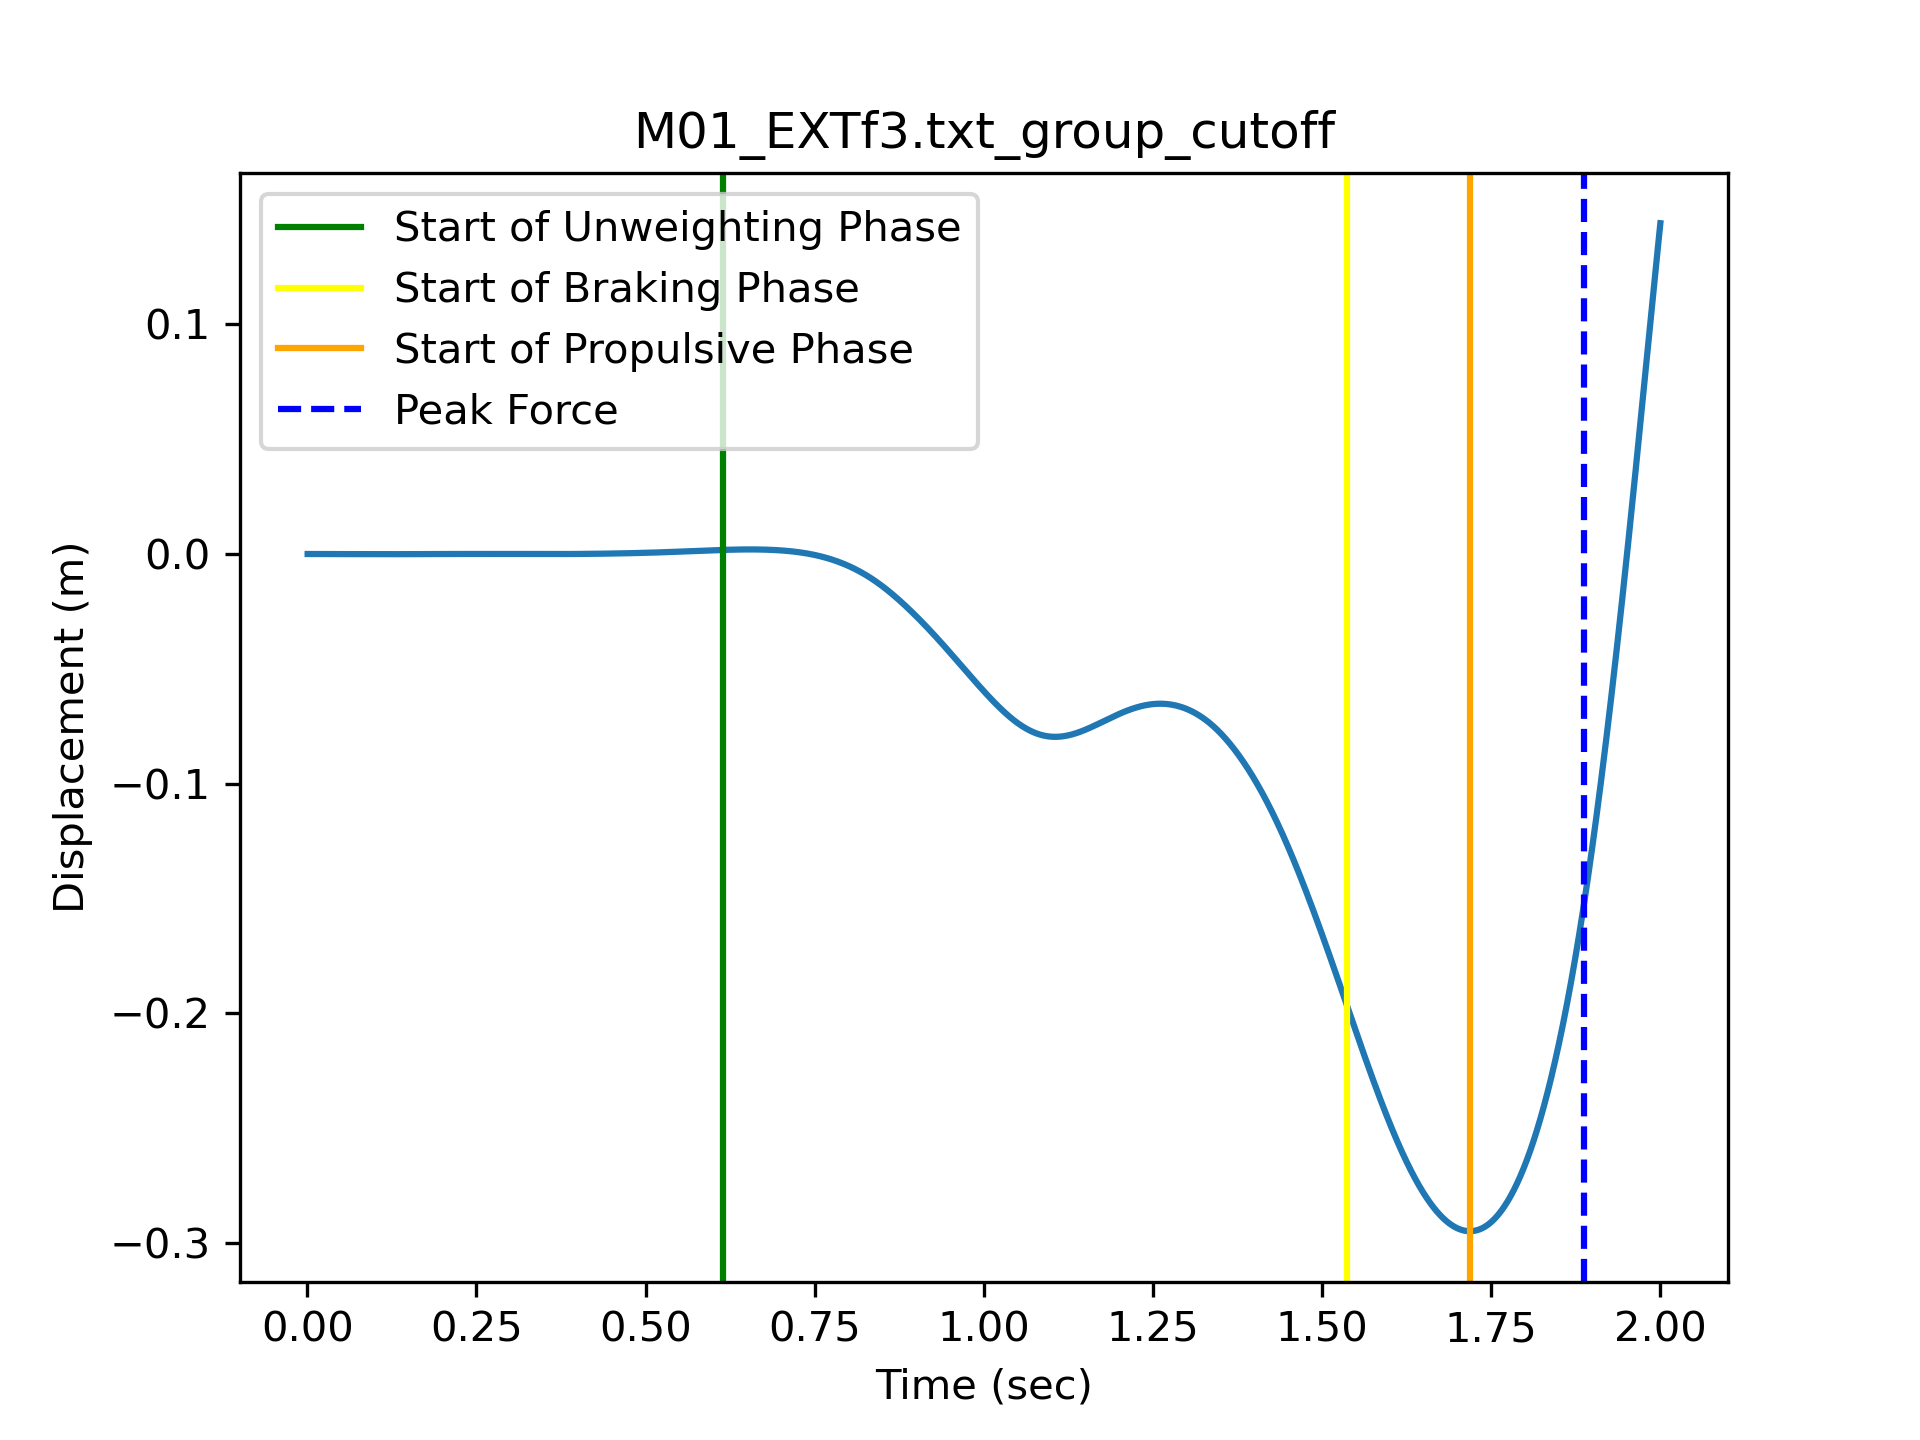 M01_EXTf3.txt_group_cutoff
Start of Unweighting Phase
Start of Braking Phase
Start of Propulsive Phase
Peak Force
0.1
0.0
−0.1
−0.2
−0.3
Displacement (m)
0.00 0.25 0.50 0.75 1.00 1.25 1.50 1.75 2.00
Time (sec)